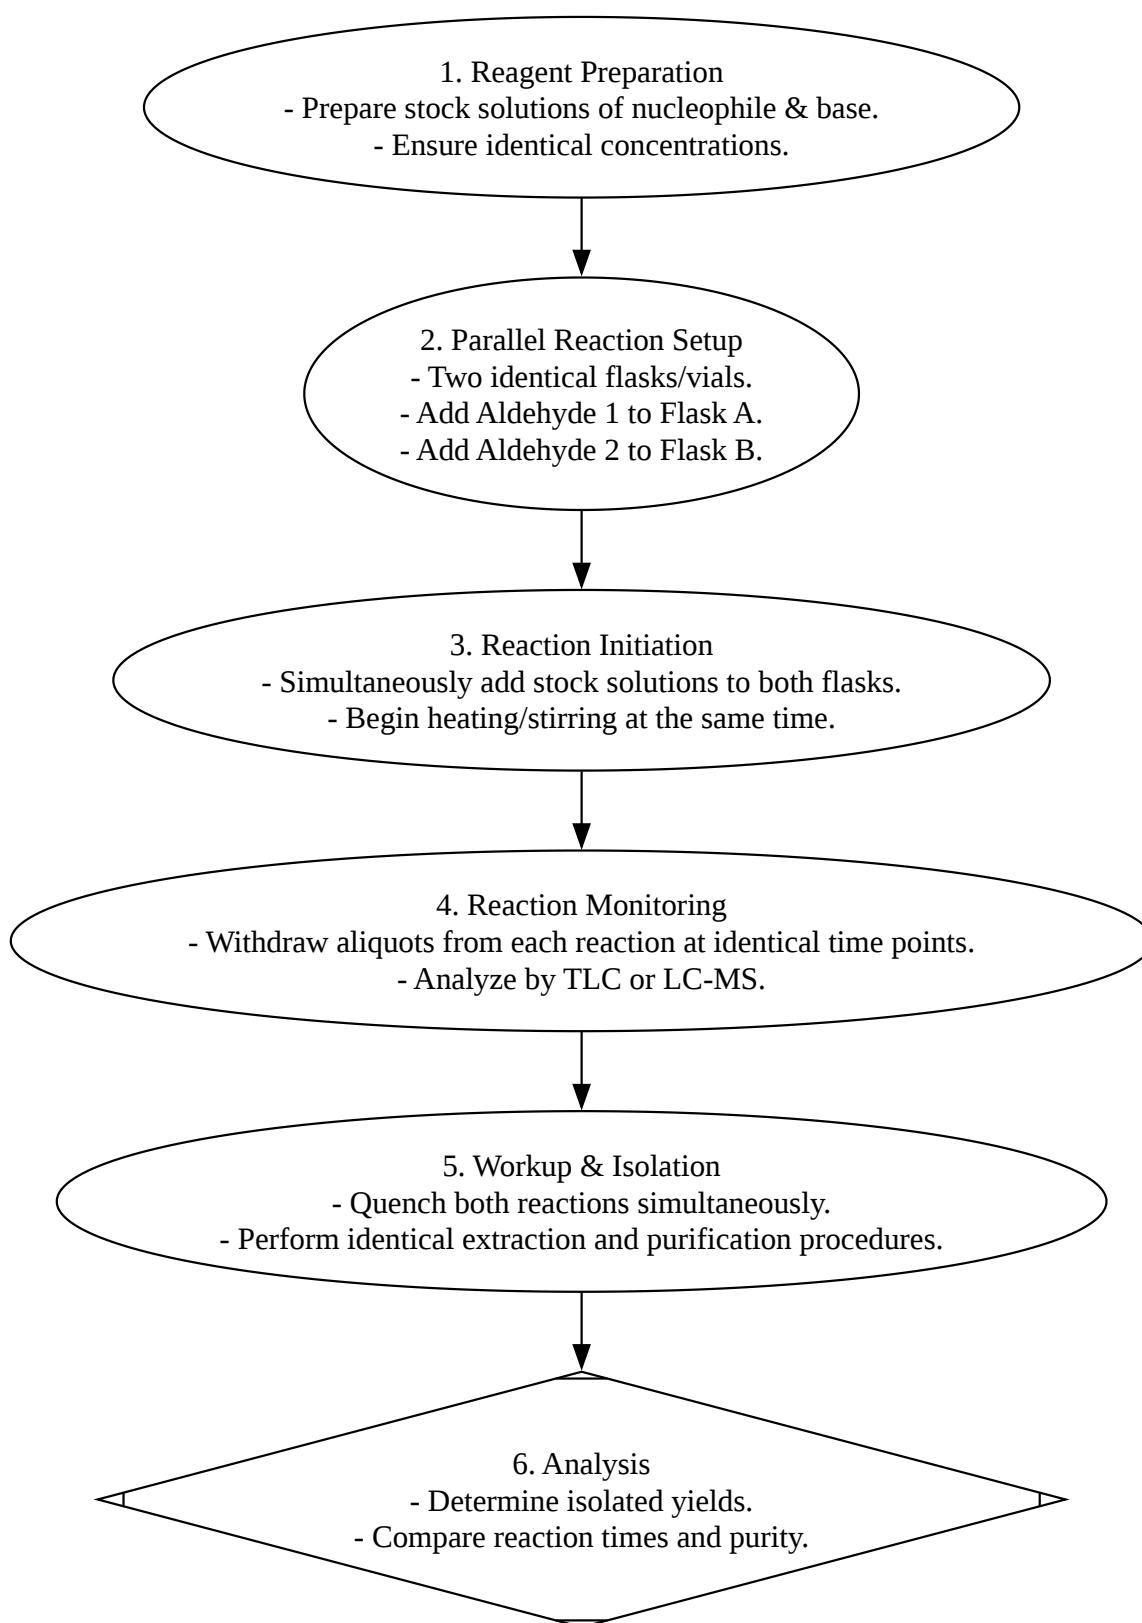 1. Reagent Preparation
- Prepare stock solutions of nucleophile & base.
- Ensure identical concentrations.
2. Parallel Reaction Setup
- Two identical flasks/vials.
- Add Aldehyde 1 to Flask A.
- Add Aldehyde 2 to Flask B.
3. Reaction Initiation
- Simultaneously add stock solutions to both flasks.
- Begin heating/stirring at the same time.
4. Reaction Monitoring
- Withdraw aliquots from each reaction at identical time points.
- Analyze by TLC or LC-MS.
5. Workup & Isolation
- Quench both reactions simultaneously.
- Perform identical extraction and purification procedures.
6. Analysis
- Determine isolated yields.
- Compare reaction times and purity.